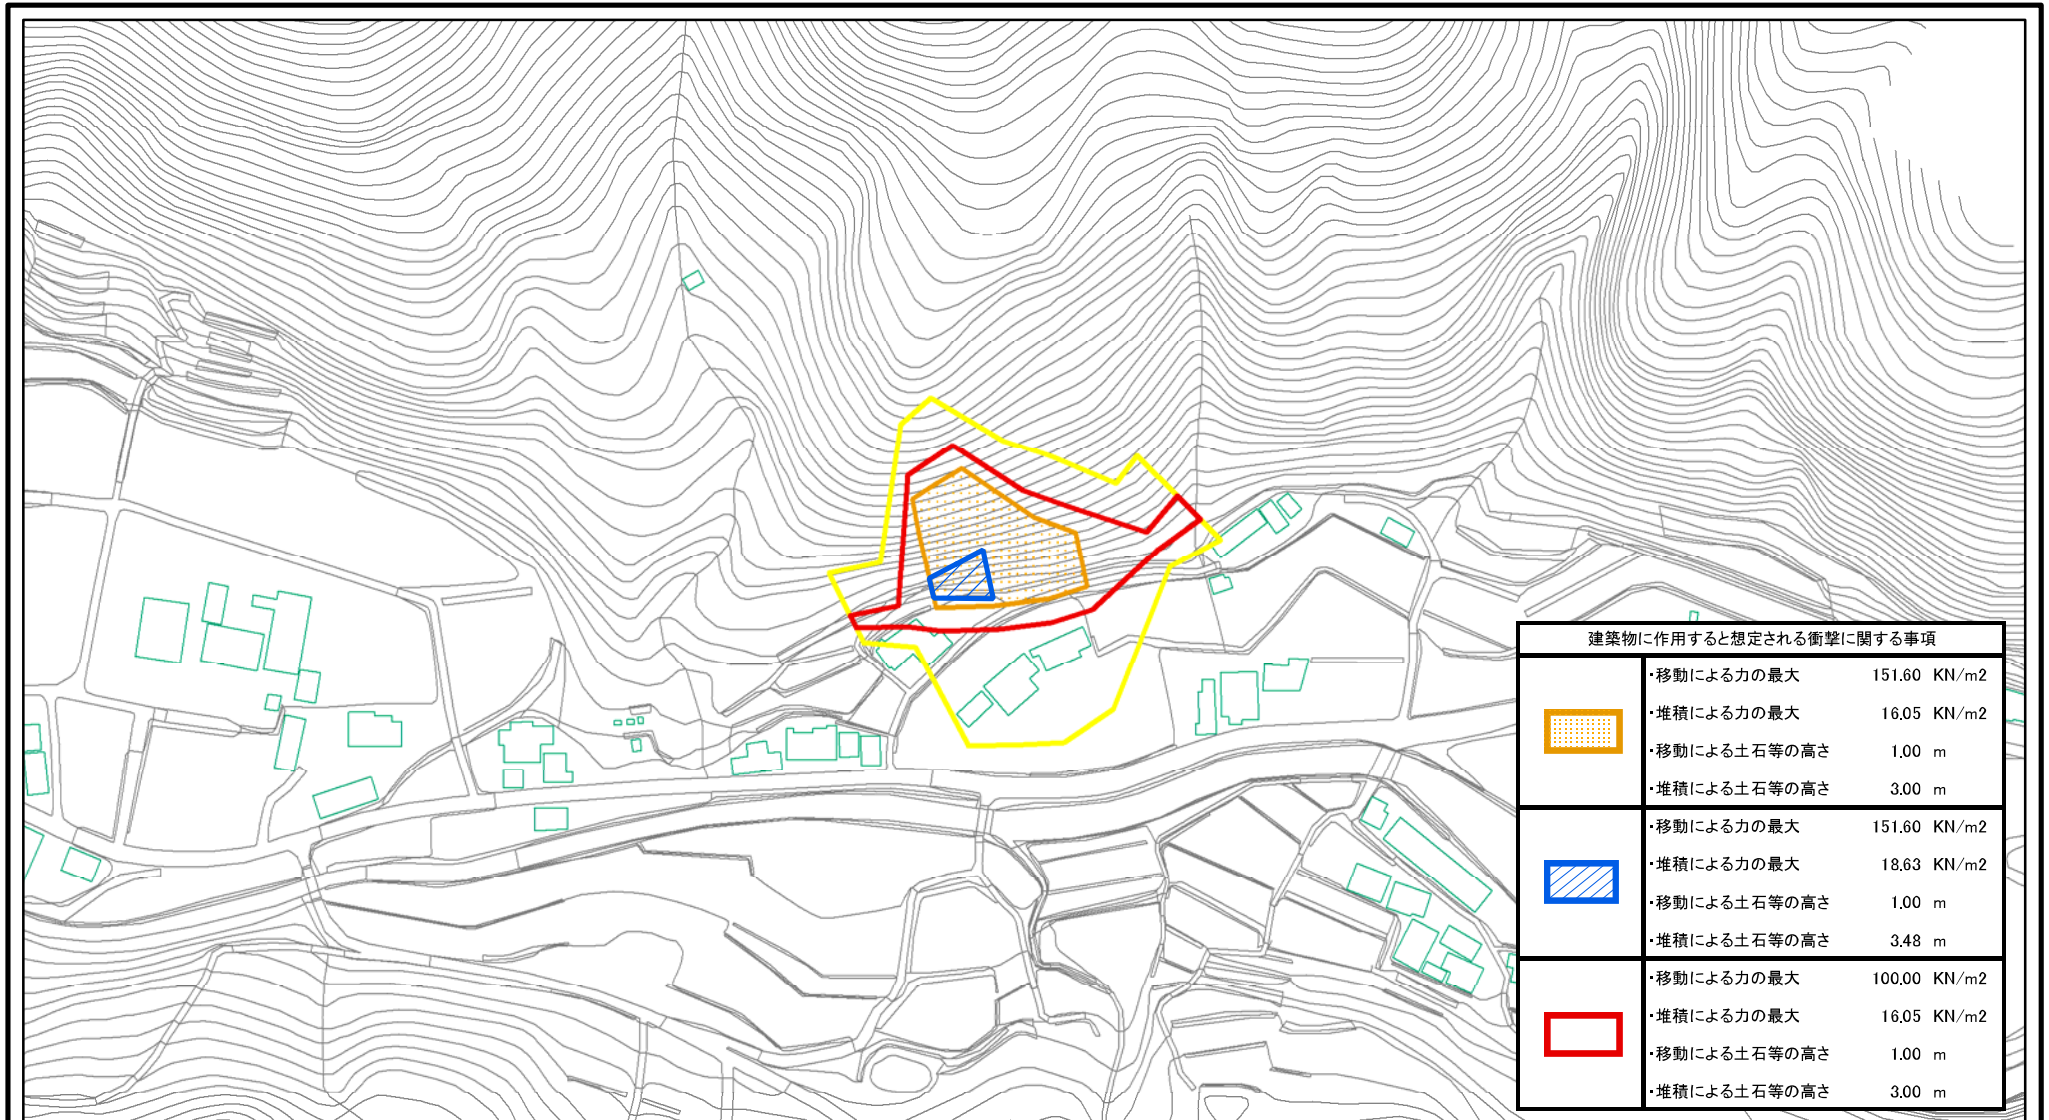 建築物に作用すると想定される衝撃に関する事項
・移動による力の最大 151.60 KN/m2
・堆積による力の最大 16.05 KN/m2
・移動による土石等の高さ 1.00 m
・堆積による土石等の高さ 3.00 m
・移動による力の最大 151.60 KN/m2
・堆積による力の最大 18.63 KN/m2
・移動による土石等の高さ 1.00 m
・堆積による土石等の高さ 3.48 m
・移動による力の最大 100.00 KN/m2
・堆積による力の最大 16.05 KN/m2
・移動による土石等の高さ 1.00 m
・堆積による土石等の高さ 3.00 m